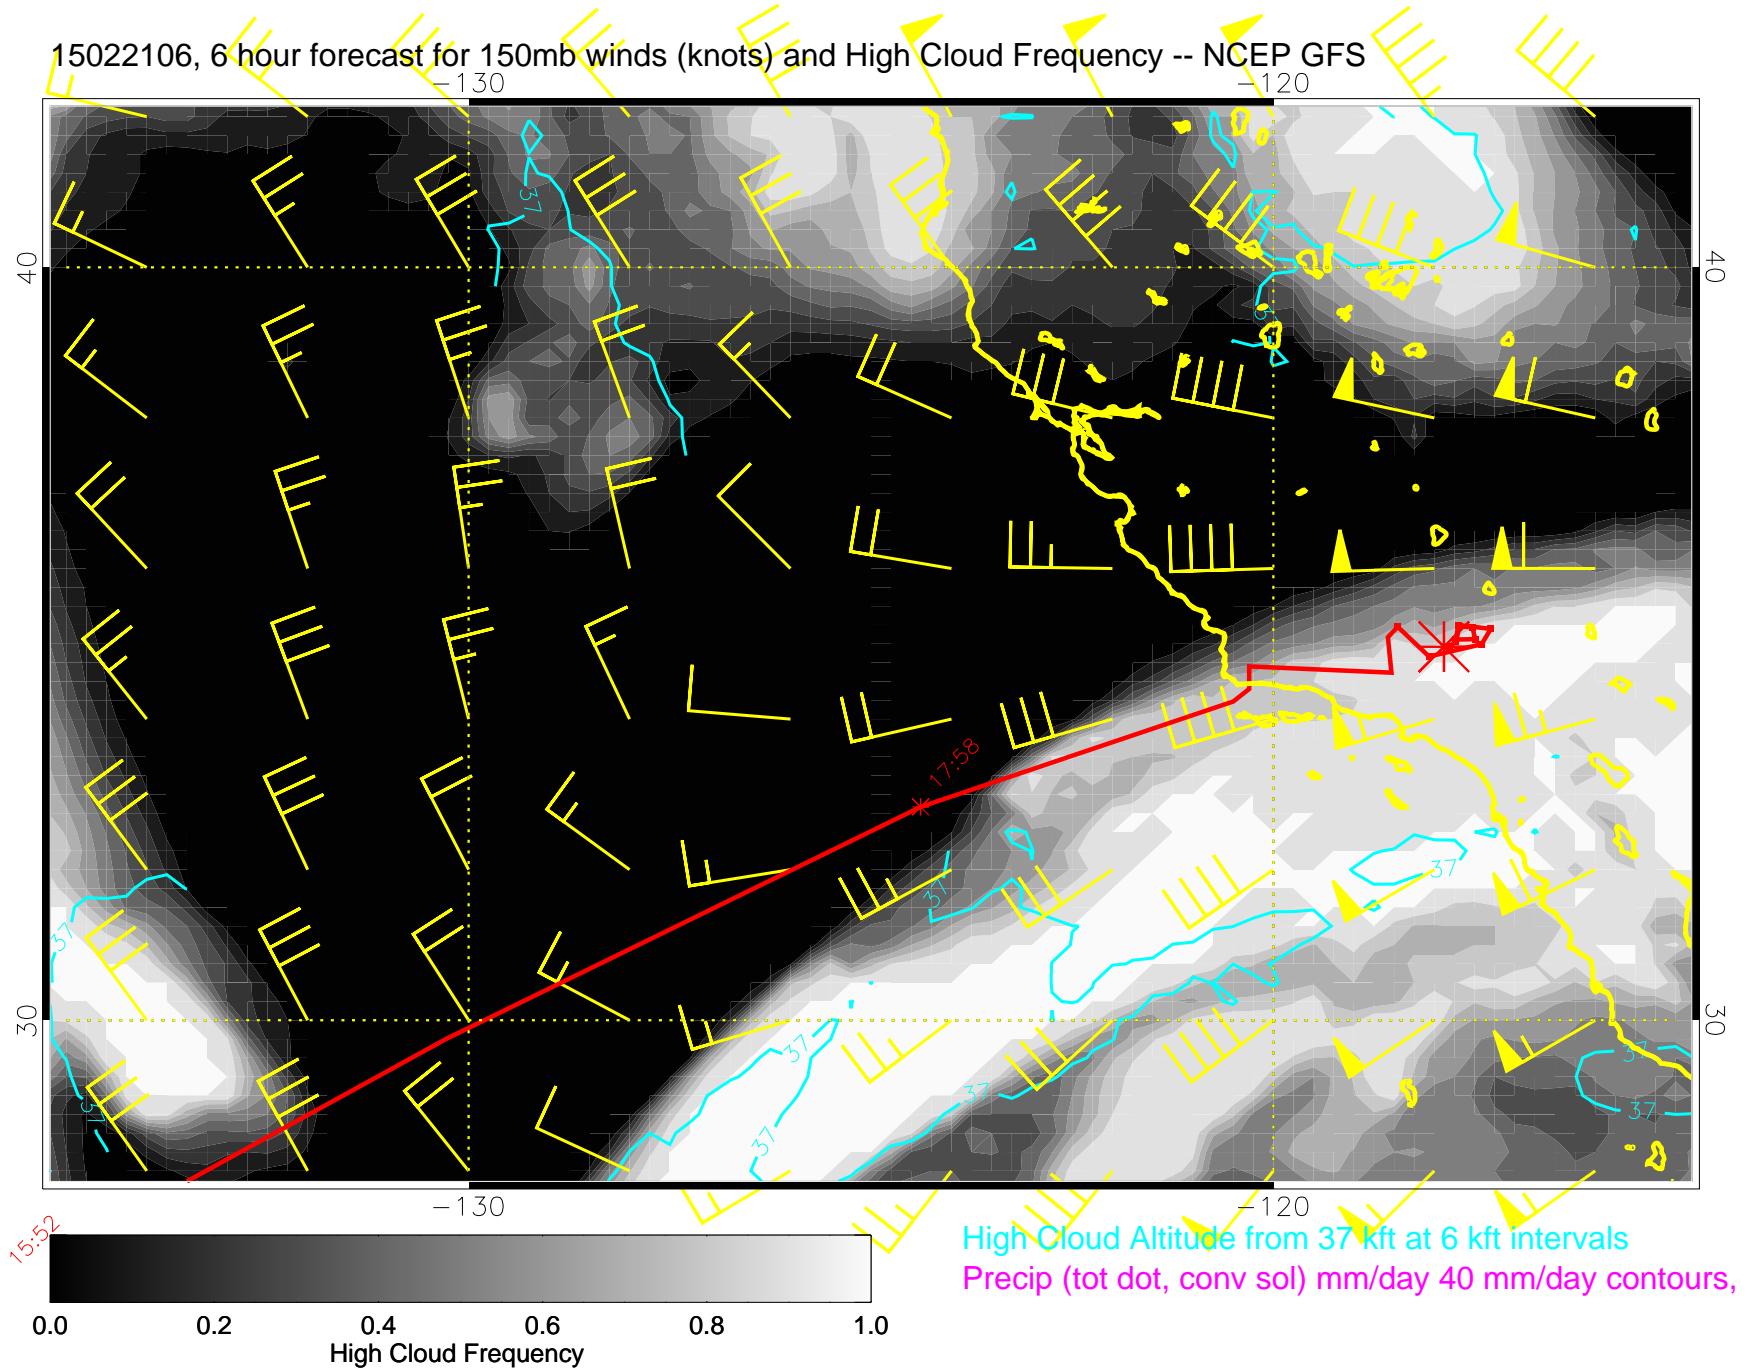 15022106, 6 hour forecast for 150mb winds (knots) and High Cloud Frequency -- NCEP GFS
-130 -120
37
40 40
37
17:58
37 37
37
30 30
37 37
37 37 37
37
-130 -120
15:52
High Cloud Altitude from 37 kft at 6 kft intervals
Precip (tot dot, conv sol) mm/day 40 mm/day contours,
0.0 0.2 0.4 0.6 0.8 1.0
High Cloud Frequency